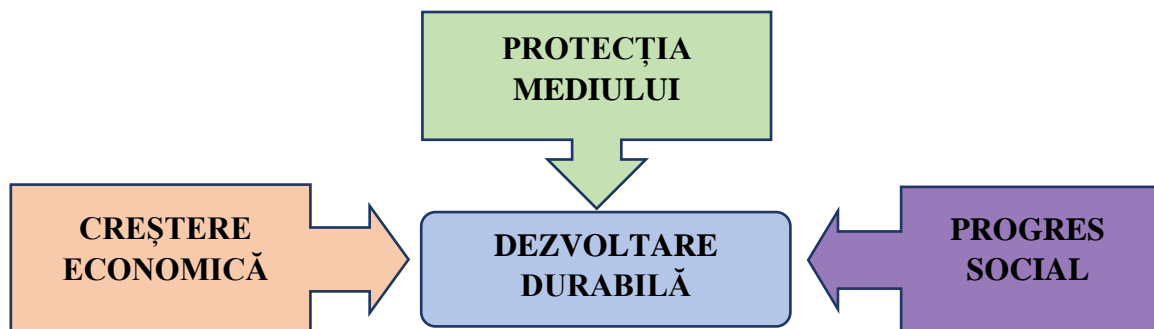 PROTECȚIA
MEDIULUI
CREȘTERE
ECONOMICĂ
DEZVOLTARE
DURABILĂ
PROGRES
SOCIAL